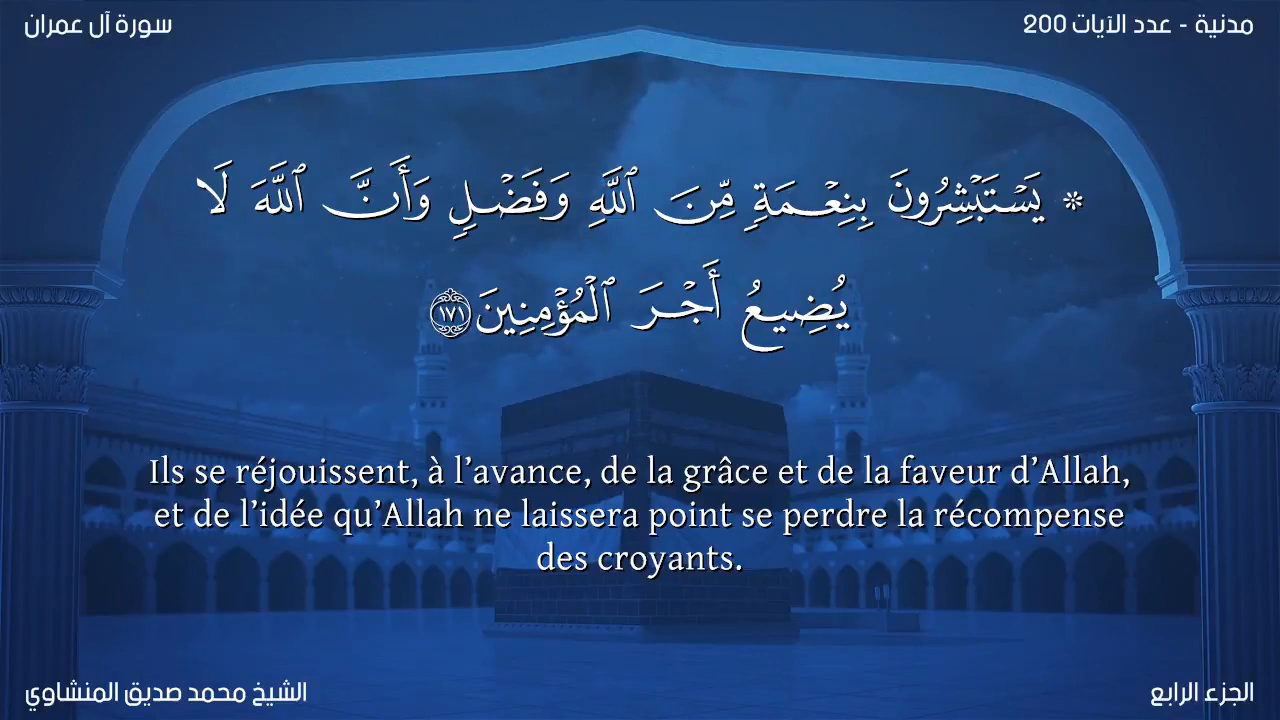 سورة آل عمران
مدنية - عدد الآيات 200
۞ يَسْتَبْشِرُونَ بِنِعْمَةٍ مِّنَ ٱللَّهِ وَفَضْلٍ وَأَنَّ ٱللَّهَ لَا
يُضِيعُ أَجْرَ ٱلْمُؤْمِنِينَ ١٧١
Ils se réjouissent, à l’avance, de la grâce et de la faveur d’Allah,
et de l’idée qu’Allah ne laissera point se perdre la récompense
des croyants.
الشيخ محمد صديق المنشاوي
الجزء الرابع